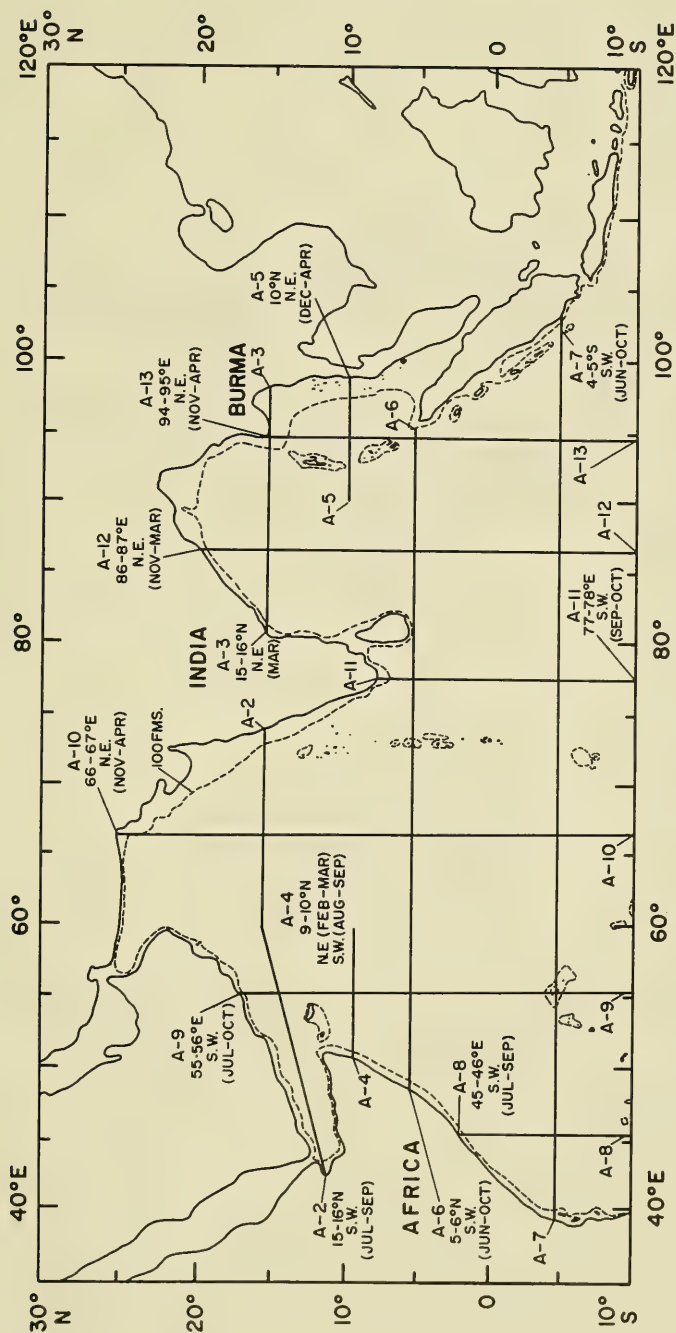 40°E 60° 80° 100° 120°E
30°
N
30°
N
20°
20°
10°
10°
0
0
10°
S
10°
S
40°E 60° 80° 100° 120°E
A-10
66-67°E
N.E.
(NOV-APR)
100FMS.
A-12
86-87°E
N.E.
(NOV-MAR)
A-13
94-95°E
N.E.
(NOV-APR)
BURMA
A-3
INDIA
A-3
15-16°N
N.E.
(MAR)
A-2
A-9
55-56°E
S.W.
(JUL-OCT)
A-5
10°N
N.E.
(DEC-APR)
A-2
15-16°N
S.W.
(JUL-SEP)
A-4
9-10°N
N.E (FEB-MAR)
S.W. (AUG-SEP)
A-5
A-4
A-11
A-6
AFRICA
A-6
5-6°N
S.W.
(JUN-OCT)
A-8
45-46°E
S.W.
(JUL-SEP)
A-7
4-5°S
S.W.
(JUN-OCT)
A-7
A-8
A-9
A-10
A-11
77-78°E
S.W.
(SEP-OCT)
A-12
A-13